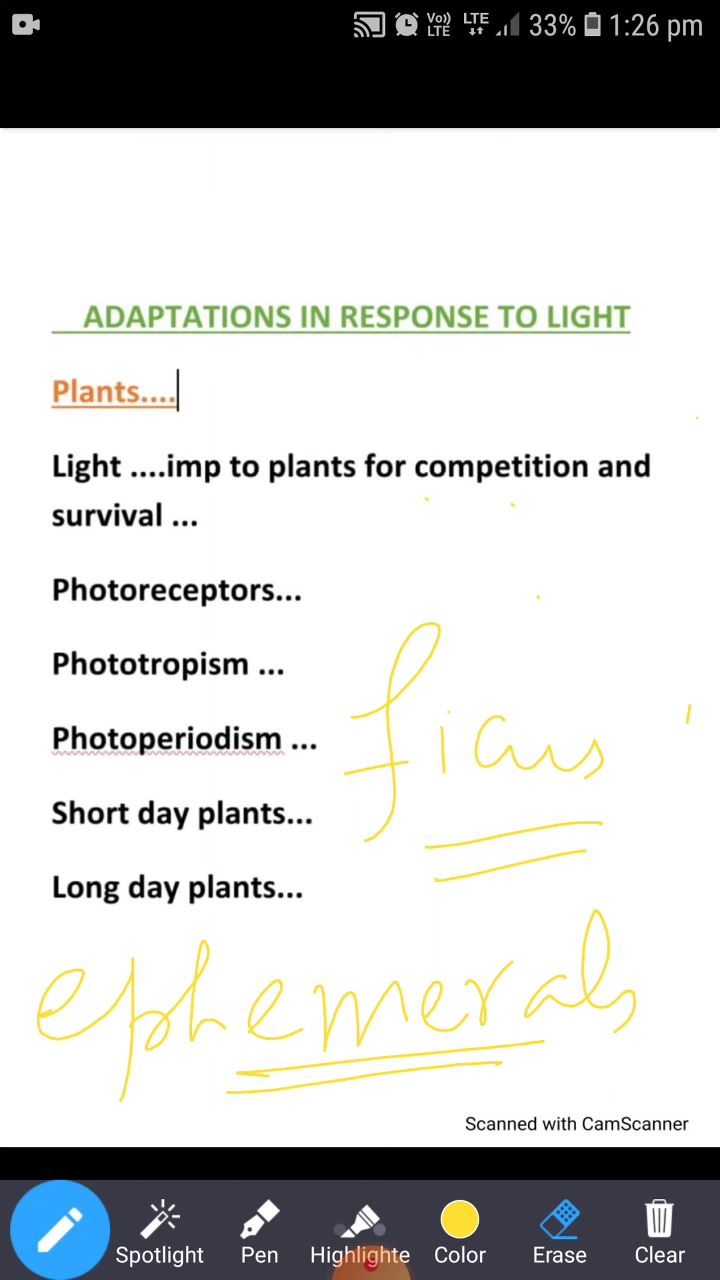 Vo)) LTE LTE 33% 1:26 pm
ADAPTATIONS IN RESPONSE TO LIGHT
Plants....
Light ....imp to plants for competition and
survival ...
Photoreceptors...
Phototropism ...
Photoperiodism ...
ficus
Short day plants...
Long day plants...
ephemerals
Scanned with CamScanner
Spotlight Pen Highlighte Color Erase Clear